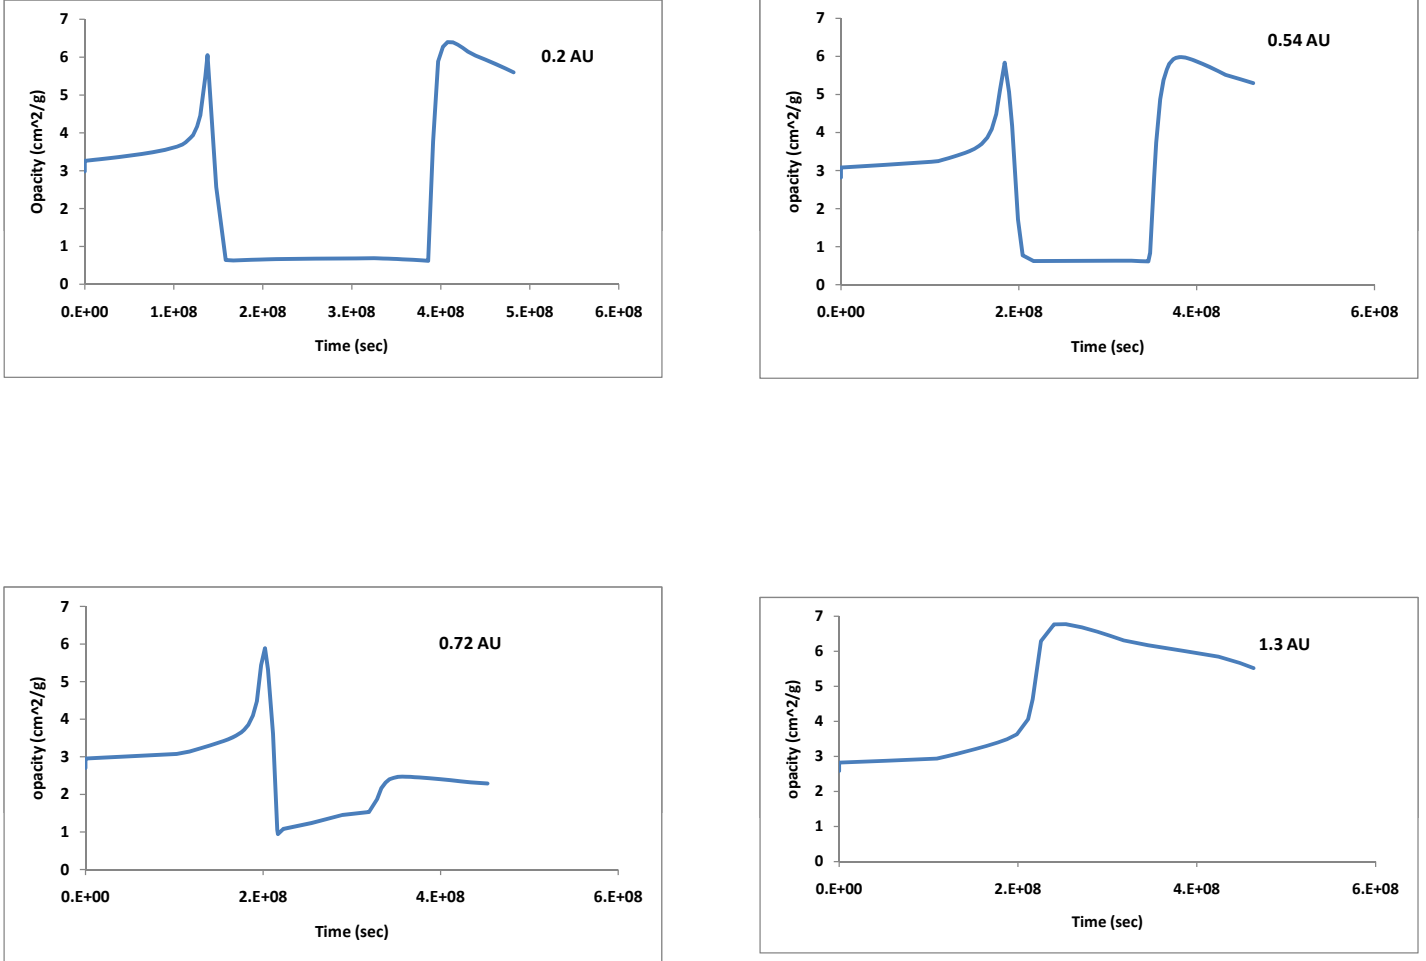 7
6
5
4
3
2
1
0
Opacity (cm^2/g)
0.2 AU
0.E+00 1.E+08 2.E+08 3.E+08 4.E+08 5.E+08 6.E+08
Time (sec)
7
6
5
4
3
2
1
0
opacity (cm^2/g)
0.54 AU
0.E+00 2.E+08 4.E+08 6.E+08
Time (sec)
7
6
5
4
3
2
1
0
opacity (cm^2/g)
0.72 AU
0.E+00 2.E+08 4.E+08 6.E+08
Time (sec)
7
6
5
4
3
2
1
0
opacity (cm^2/g)
1.3 AU
0.E+00 2.E+08 4.E+08 6.E+08
Time (sec)